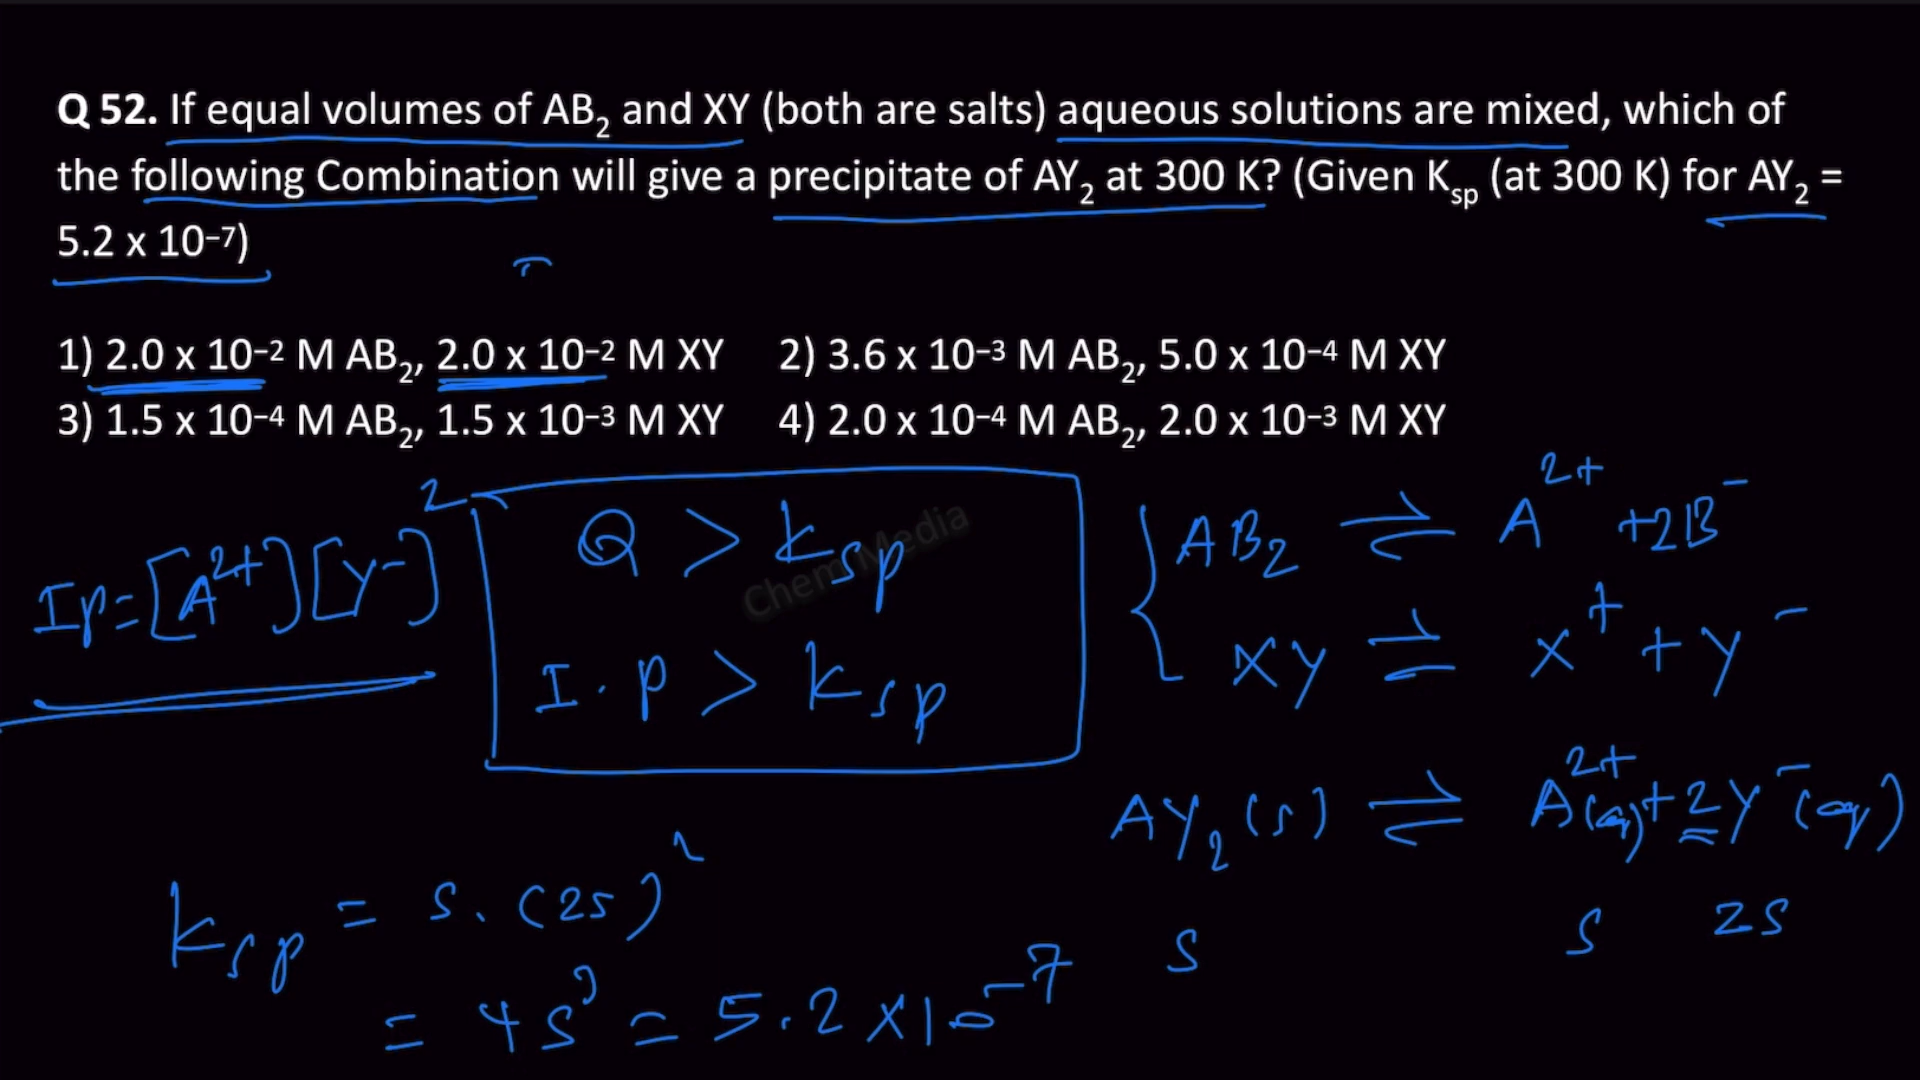 Q 52. If equal volumes of AB₂ and XY (both are salts) aqueous solutions are mixed, which of
the following Combination will give a precipitate of AY₂ at 300 K? (Given Kₛₚ (at 300 K) for AY₂ =
5.2 x 10⁻⁷)
1) 2.0 x 10⁻² M AB₂, 2.0 x 10⁻² M XY 2) 3.6 x 10⁻³ M AB₂, 5.0 x 10⁻⁴ M XY
3) 1.5 x 10⁻⁴ M AB₂, 1.5 x 10⁻³ M XY 4) 2.0 x 10⁻⁴ M AB₂, 2.0 x 10⁻³ M XY
Ip = [A²⁺][Y⁻]²
Q > kₛₚ
I.p > kₛₚ
Chem Media
AB₂ ⇌ A²⁺ + 2B⁻
XY ⇌ X⁺ + Y⁻
AY₂(s) ⇌ A²⁺(aq) + 2Y⁻(aq)
S S 2S
kₛₚ = S.(2S)²
= 4S³ = 5.2 x 10⁻⁷